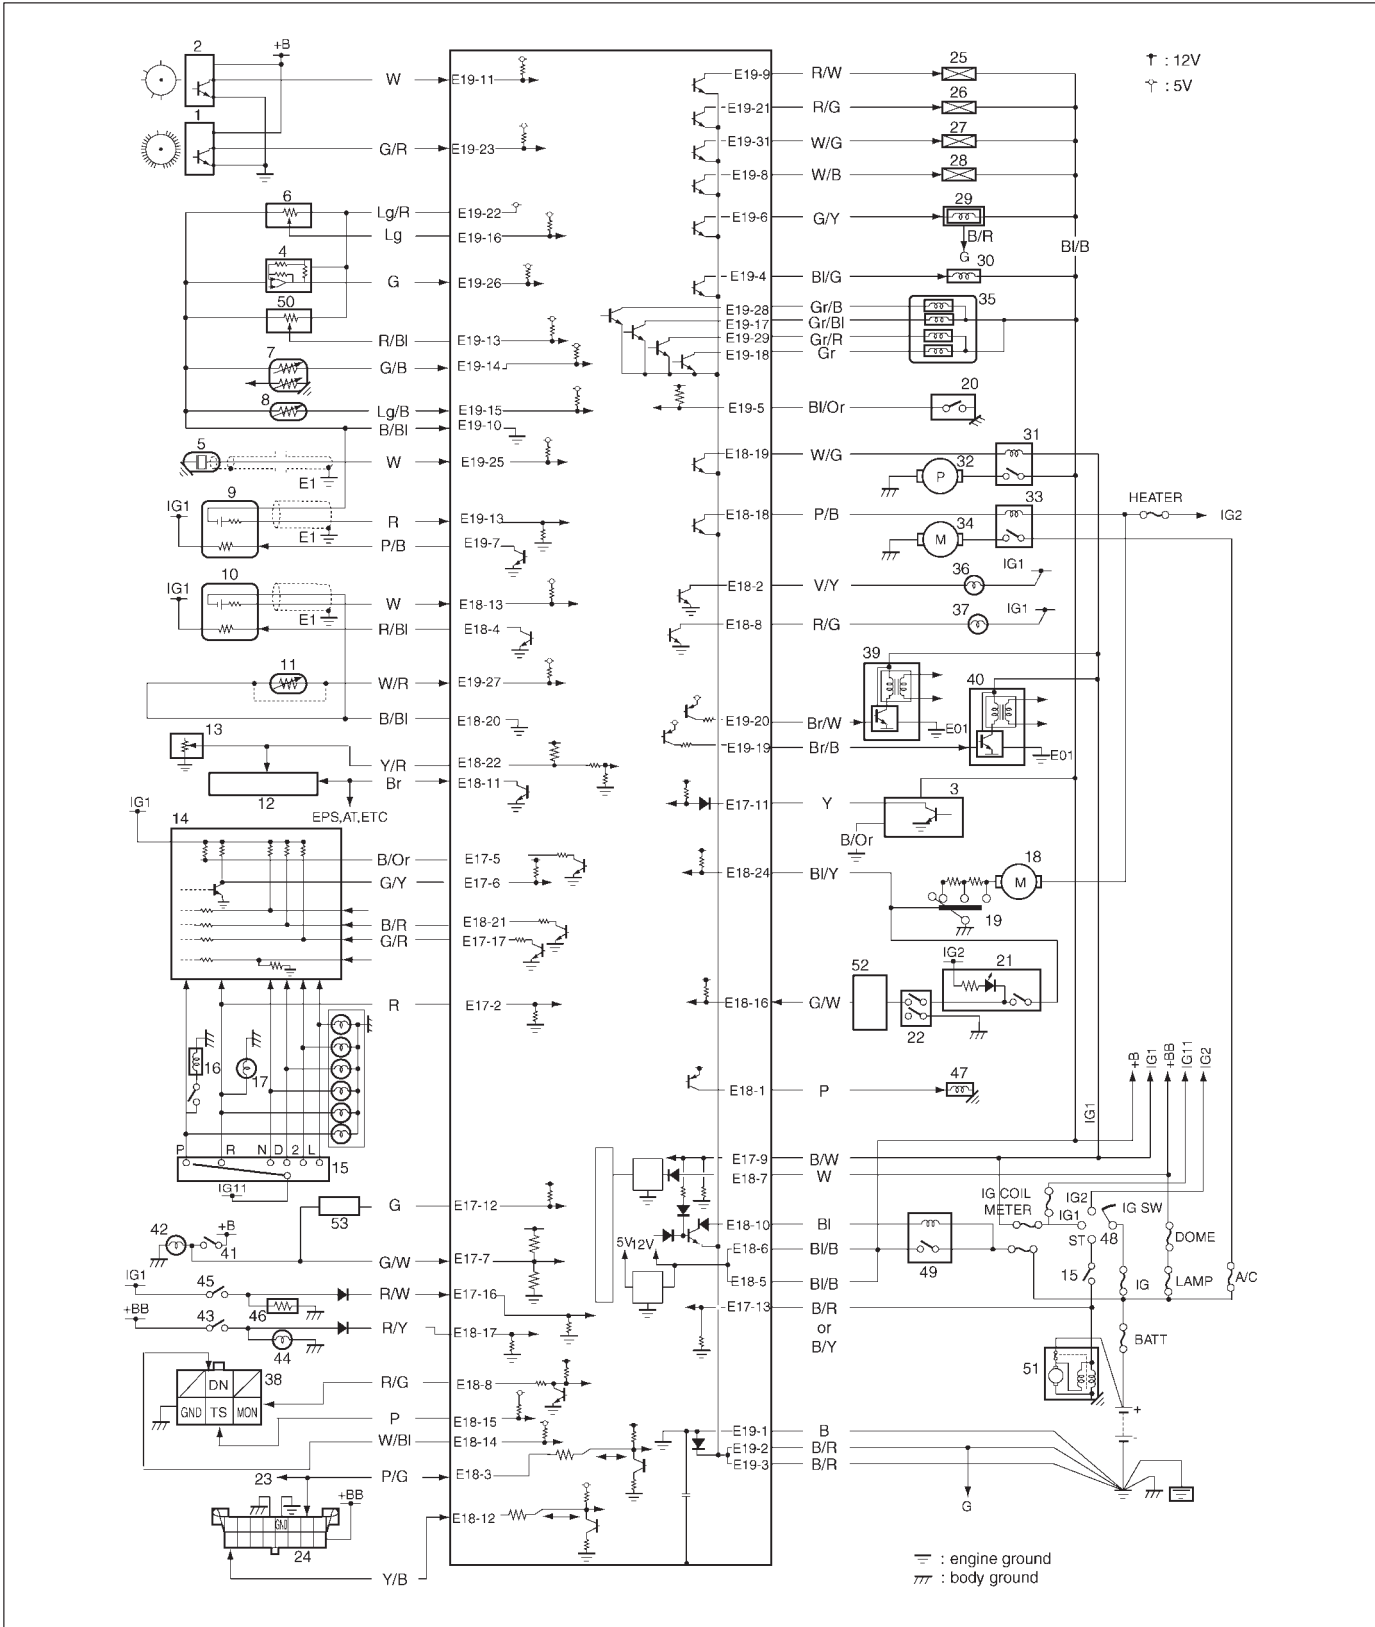 2
+B
W
E19-11
1
G/R
E19-23
6
Lg/R
E19-22
Lg
E19-16
4
G
E19-26
50
R/Bl
E19-13
7
G/B
E19-14
8
Lg/B
E19-15
B/Bl
E19-10
5
W
E19-25
E1
9
IG1
R
E19-13
E1
P/B
E19-7
10
IG1
W
E18-13
E1
R/Bl
E18-4
11
W/R
E19-27
B/Bl
E18-20
13
Y/R
E18-22
Br
E18-11
12
EPS,AT,ETC
IG1
14
B/Or
E17-5
G/Y
E17-6
E18-21
B/R
G/R
E17-17
R
E17-2
16
17
P R N D 2 L
15
IG11
53
G
E17-12
42
+B
41
G/W
E17-7
IG1
45
R/W
E17-16
+BB
43
46
R/Y
E18-17
44
DN
38
GND TS MON
R/G
E18-8
P
E18-15
W/Bl
E18-14
23
P/G
E18-3
+BB
GND
24
E18-12
Y/B
E19-9
R/W
25
E19-21
R/G
26
E19-31
W/G
27
E19-8
W/B
28
E19-6
G/Y
29
B/R
G
Bl/B
E19-4
Bl/G
30
E19-28
Gr/B
35
E19-17
Gr/Bl
E19-29
Gr/R
E19-18
Gr
E19-5
Bl/Or
20
E18-19
W/G
31
32
P
E18-18
P/B
33
HEATER
IG2
34
M
E18-2
V/Y
36
IG1
E18-8
R/G
37
IG1
39
40
E19-20
Br/W
E01
E19-19
Br/B
E01
E17-11
Y
3
B/Or
E18-24
Bl/Y
18
M
19
IG2
21
52
E18-16
G/W
22
E18-1
P
47
+B
IG1
+BB
IG11
IG2
IG1
E17-9
B/W
E18-7
W
IG COIL
METER
IG2
IG1
IG SW
E18-10
Bl
ST
48
DOME
5V
12V
E18-6
Bl/B
49
E18-5
Bl/B
15
IG
LAMP
A/C
E17-13
B/R
or
B/Y
BATT
51
+
-
E19-1
B
E19-2
B/R
E19-3
B/R
G
: 12V
: 5V
: engine ground
: body ground